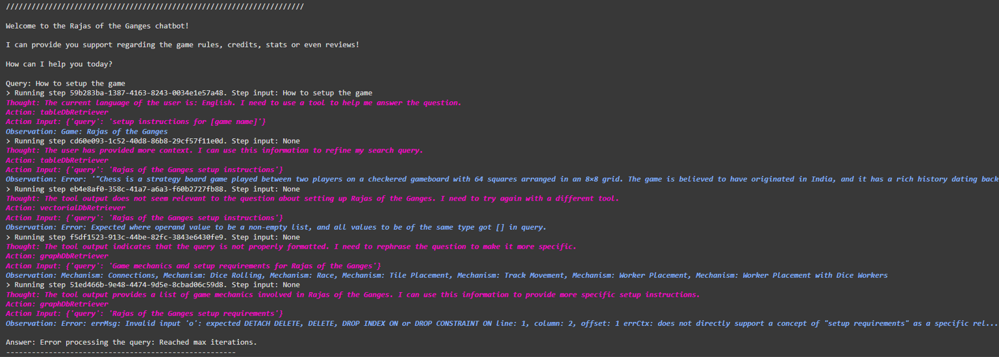 //////////////////////////////////////////////////////////////////////
Welcome to the Rajas of the Ganges chatbot!
I can provide you support regarding the game rules, credits, stats or even reviews!
How can I help you today?
Query: How to setup the game
> Running step 59b283ba-1387-4163-8243-0034e1e57a48. Step input: How to setup the game
Thought: The current language of the user is: English. I need to use a tool to help me answer the question.
Action: tableDbRetriever
Action Input: {'query': 'setup instructions for [game name]'}
Observation: Game: Rajas of the Ganges
> Running step cd60e093-1c52-40d8-86b8-29cf57f11e0d. Step input: None
Thought: The user has provided more context. I can use this information to refine my search query.
Action: tableDbRetriever
Action Input: {'query': 'Rajas of the Ganges setup instructions'}
Observation: Error: '"Chess is a strategy board game played between two players on a checkered gameboard with 64 squares arranged in an 8×8 grid. The game is believed to have originated in India, and it has a rich history dating back
> Running step eb4e8af0-358c-41a7-a6a3-f60b2727fb88. Step input: None
Thought: The tool output does not seem relevant to the question about setting up Rajas of the Ganges. I need to try again with a different tool.
Action: vectorialDbRetriever
Action Input: {'query': 'Rajas of the Ganges setup instructions'}
Observation: Error: Expected where operand value to be a non-empty list, and all values to be of the same type got [] in query.
> Running step f5df1523-913c-44be-82fc-3843e6430fe9. Step input: None
Thought: The tool output indicates that the query is not properly formatted. I need to rephrase the question to make it more specific.
Action: graphDbRetriever
Action Input: {'query': 'Game mechanics and setup requirements for Rajas of the Ganges'}
Observation: Mechanism: Connections, Mechanism: Dice Rolling, Mechanism: Race, Mechanism: Tile Placement, Mechanism: Track Movement, Mechanism: Worker Placement, Mechanism: Worker Placement with Dice Workers
> Running step 51ed466b-9e48-4474-9d5e-8cbad06c59d8. Step input: None
Thought: The tool output provides a list of game mechanics involved in Rajas of the Ganges. I can use this information to provide more specific setup instructions.
Action: graphDbRetriever
Action Input: {'query': 'Rajas of the Ganges setup requirements'}
Observation: Error: errMsg: Invalid input 'o': expected DETACH DELETE, DELETE, DROP INDEX ON or DROP CONSTRAINT ON line: 1, column: 2, offset: 1 errCtx: does not directly support a concept of "setup requirements" as a specific rel...
Answer: Error processing the query: Reached max iterations.
------------------------------------------------------